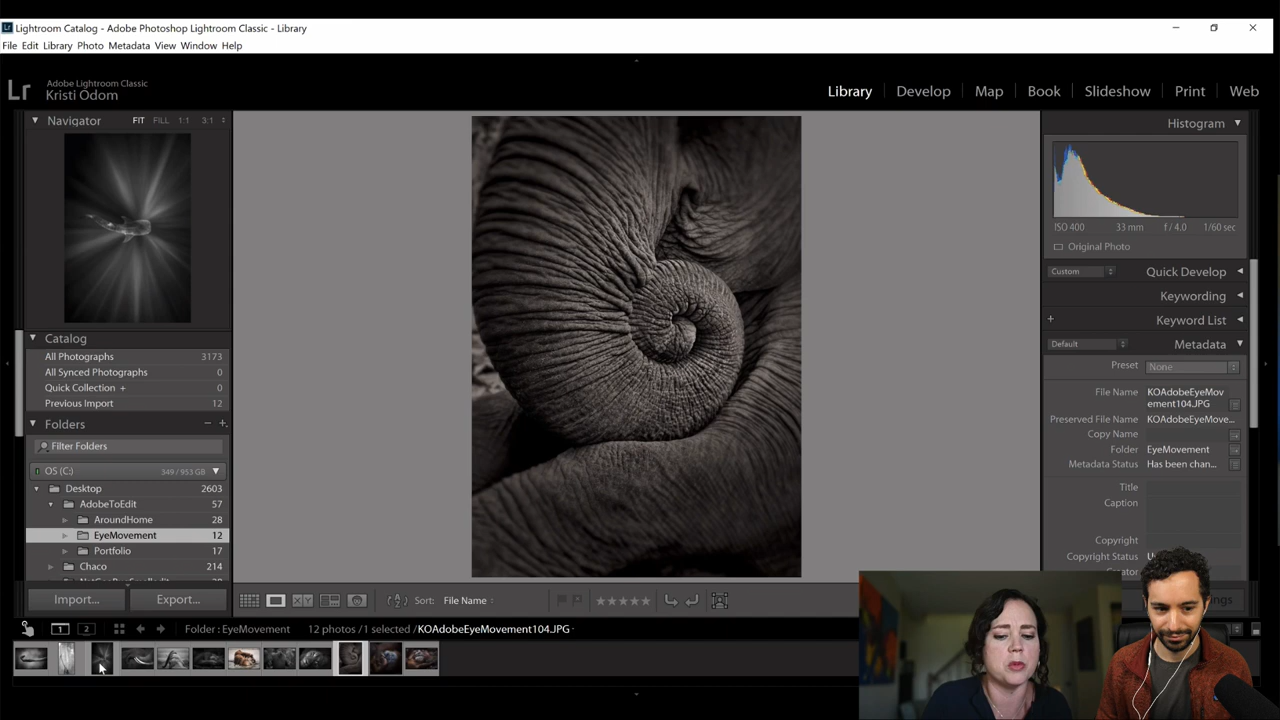 Lightroom Catalog - Adobe Photoshop Lightroom Classic - Library
File Edit Library Photo Metadata View Window Help
Lr
Adobe Lightroom Classic
Kristi Odom
Library Develop Map Book Slideshow Print Web
Navigator FIT FILL 1:1 3:1
Catalog
All Photographs 3173
All Synced Photographs 0
Quick Collection + 0
Previous Import 12
Folders
Filter Folders
OS (C:) 349 / 953 GB
Desktop 2603
AdobeToEdit 57
AroundHome 28
EyeMovement 12
Portfolio 17
Chaco 214
Import... Export...
Histogram
ISO 400 33 mm f / 4.0 1/60 sec
Original Photo
Custom Quick Develop
Keywording
Keyword List
Default Metadata
Preset None
File Name KOAdobeEyeMov
ement104.JPG
Preserved File Name KOAdobeEyeMove...
Copy Name
Folder EyeMovement
Metadata Status Has been chan...
Title
Caption
Copyright
Copyright Status
Sort: File Name
1 2 Folder : EyeMovement 12 photos / 1 selected / KOAdobeEyeMovement104.JPG